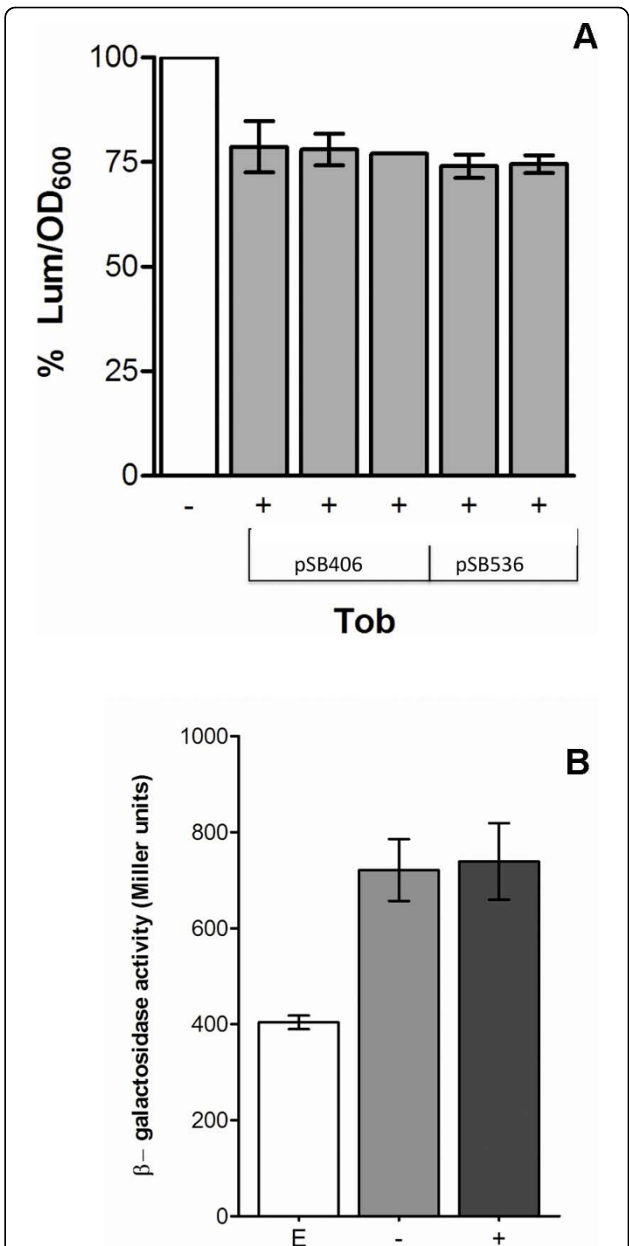 A
% Lum/OD600
100
75
50
25
0
- + + + + +
pSB406 pSB536
Tob
B
β– galactosidase activity (Miller units)
1000
800
600
400
200
0
E - +